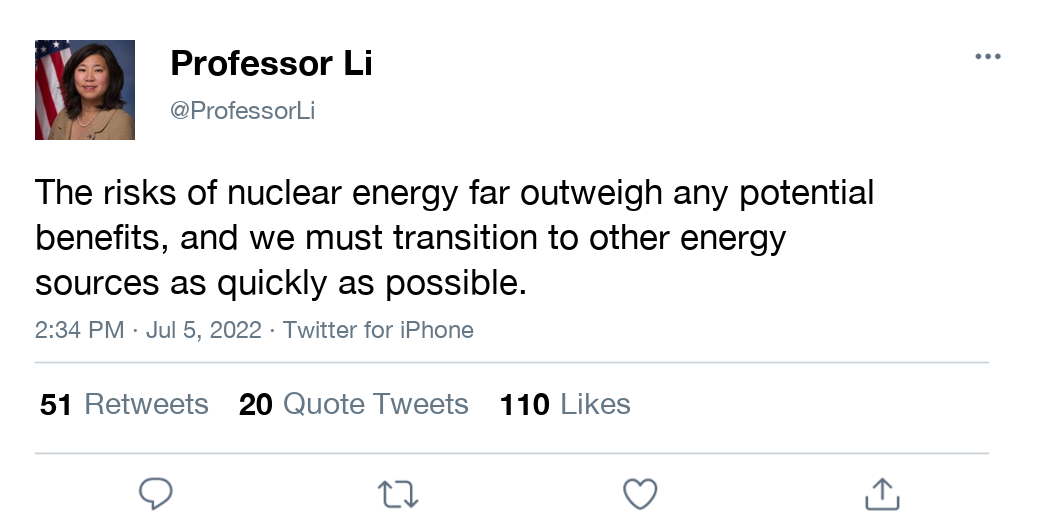 Professor Li
@ProfessorLi
The risks of nuclear energy far outweigh any potential
benefits, and we must transition to other energy
sources as quickly as possible.
2:34 PM · Jul 5, 2022 · Twitter for iPhone
51 Retweets 20 Quote Tweets 110 Likes